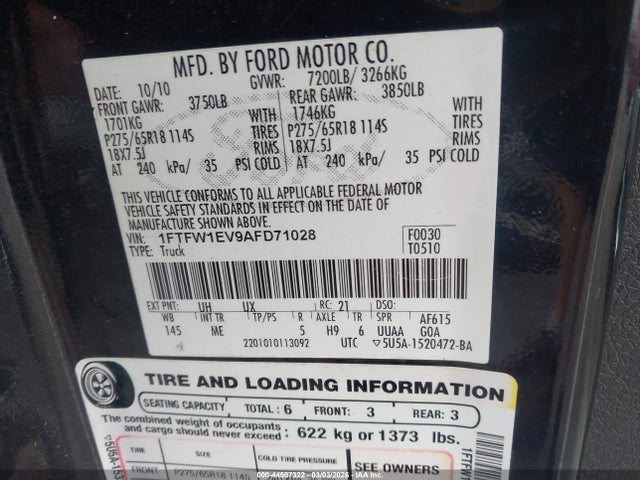 MFD. BY FORD MOTOR CO.
10/10 GVWR: 7200LB/ 3266KG
FRONT GAWR: 3750LB REAR GAWR: 3850LB
1701KG WITH 1746KG WITH
P275/65R18 114S TIRES P275/65R18 114S TIRES
18X7.5J RIMS 18X7.5J RIMS
AT 240 kPa/ 35 PSI COLD AT 240 kPa/ 35 PSI COLD
THIS VEHICLE CONFORMS TO ALL APPLICABLE FEDERAL MOTOR
VEHICLE SAFETY STANDARDS IN EFFECT ON THE DATE OF
MANUFACTURE SHOWN ABOVE.
VIN: 1FTFW1EV9AFD71028 F0030
TYPE: Truck T0510
EXT PNT: UH UX RC: 21 DSO:
WB INT TR TP/PS R AXLE TR SPR AF615
145 ME 5 H9 6 UUAA GOA
2201010113092 UTC ▽5U5A-1520472-BA
TIRE AND LOADING INFORMATION
SEATING CAPACITY TOTAL: 6 FRONT: 3 REAR: 3
The combined weight of occupants
and cargo should never exceed: 622 kg or 1373 lbs.
TIRE SIZE COLD TIRE PRESSURE SEE OWNERS
FRONT P275/65R18 114S
▽5U5A-153
1FTFW
© IAAI 000-44507322 - 03/03/2026 - COPART